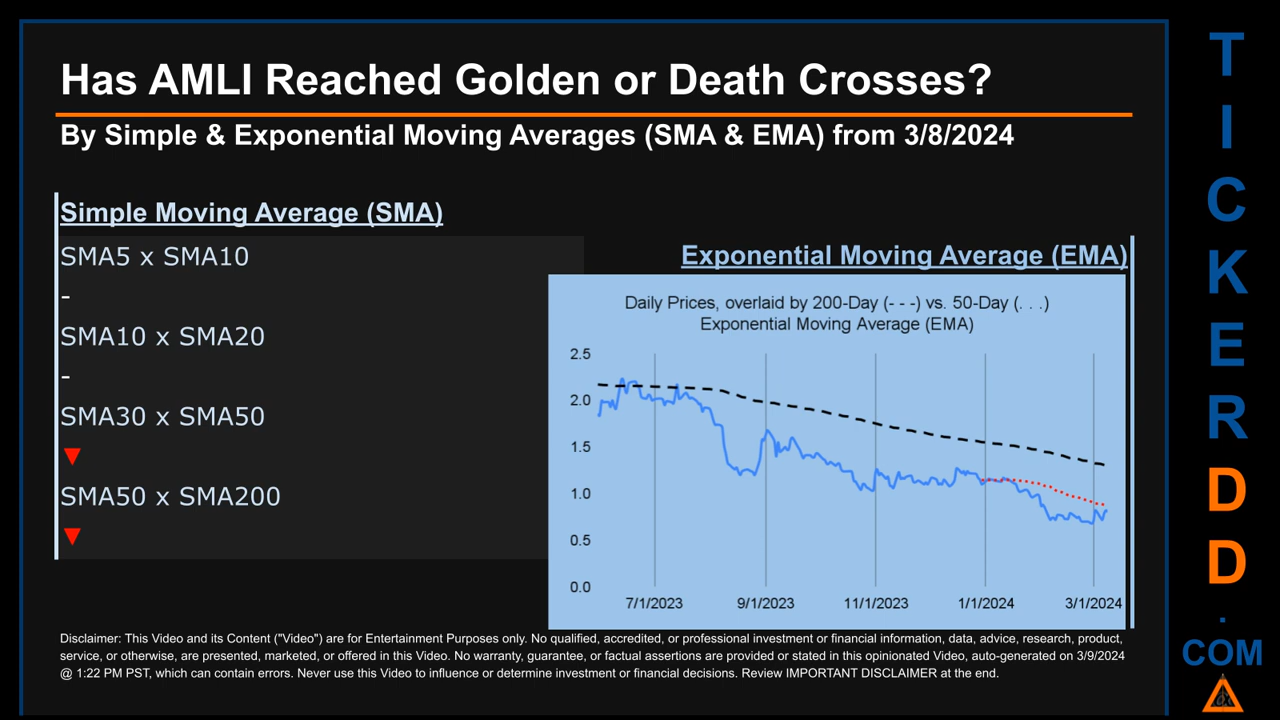 Has AMLI Reached Golden or Death Crosses?
By Simple & Exponential Moving Averages (SMA & EMA) from 3/8/2024
Simple Moving Average (SMA)
SMA5 x SMA10
-
SMA10 x SMA20
-
SMA30 x SMA50
▼
SMA50 x SMA200
▼
Exponential Moving Average (EMA)
Daily Prices, overlaid by 200-Day (- - -) vs. 50-Day (. . .)
Exponential Moving Average (EMA)
2.5
2.0
1.5
1.0
0.5
0.0
7/1/2023 9/1/2023 11/1/2023 1/1/2024 3/1/2024
Disclaimer: This Video and its Content ("Video") are for Entertainment Purposes only. No qualified, accredited, or professional investment or financial information, data, advice, research, product,
service, or otherwise, are presented, marketed, or offered in this Video. No warranty, guarantee, or factual assertions are provided or stated in this opinionated Video, auto-generated on 3/9/2024
@ 1:22 PM PST, which can contain errors. Never use this Video to influence or determine investment or financial decisions. Review IMPORTANT DISCLAIMER at the end.
T
I
C
K
E
R
D
D
.
COM